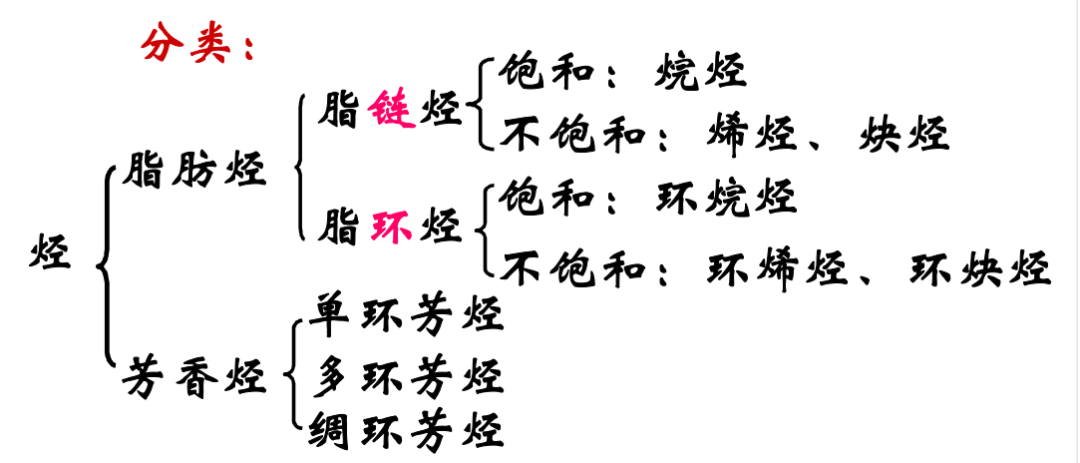 分类：
饱和：烷烃
脂链烃
不饱和：烯烃、炔烃
脂肪烃
饱和：环烷烃
脂环烃
烃
不饱和：环烯烃、环炔烃
单环芳烃
芳香烃
多环芳烃
绸环芳烃